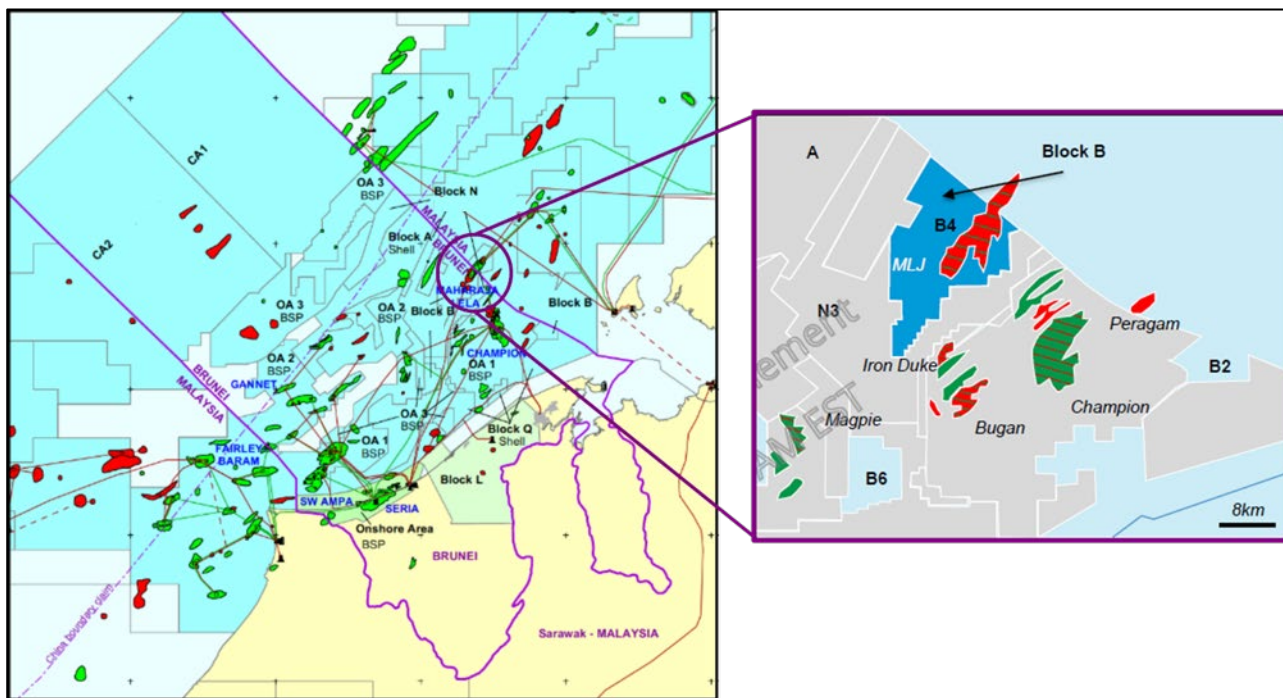 CA1
CA2
OA 3
BSP
Block N
MALAYSIA
BRUNEI
Block A
Shell
MAHARAJA
LELA
Block B
Block B
OA 3
BSP
OA 2
BSP
CHAMPION
OA 1
BSP
OA 2
BSP
GANNET
BRUNEI
MALAYSIA
OA 3
BSP
Block Q
Shell
OA 1
BSP
FAIRLEY
BARAM
Block L
SW AMPA
SERIA
Onshore Area
BSP
BRUNEI
Sarawak - MALAYSIA
China boundary claim
A
Block B
B4
MLJ
N3
Peragam
Iron Duke
B2
Champion
Magpie
Bugan
B6
8km